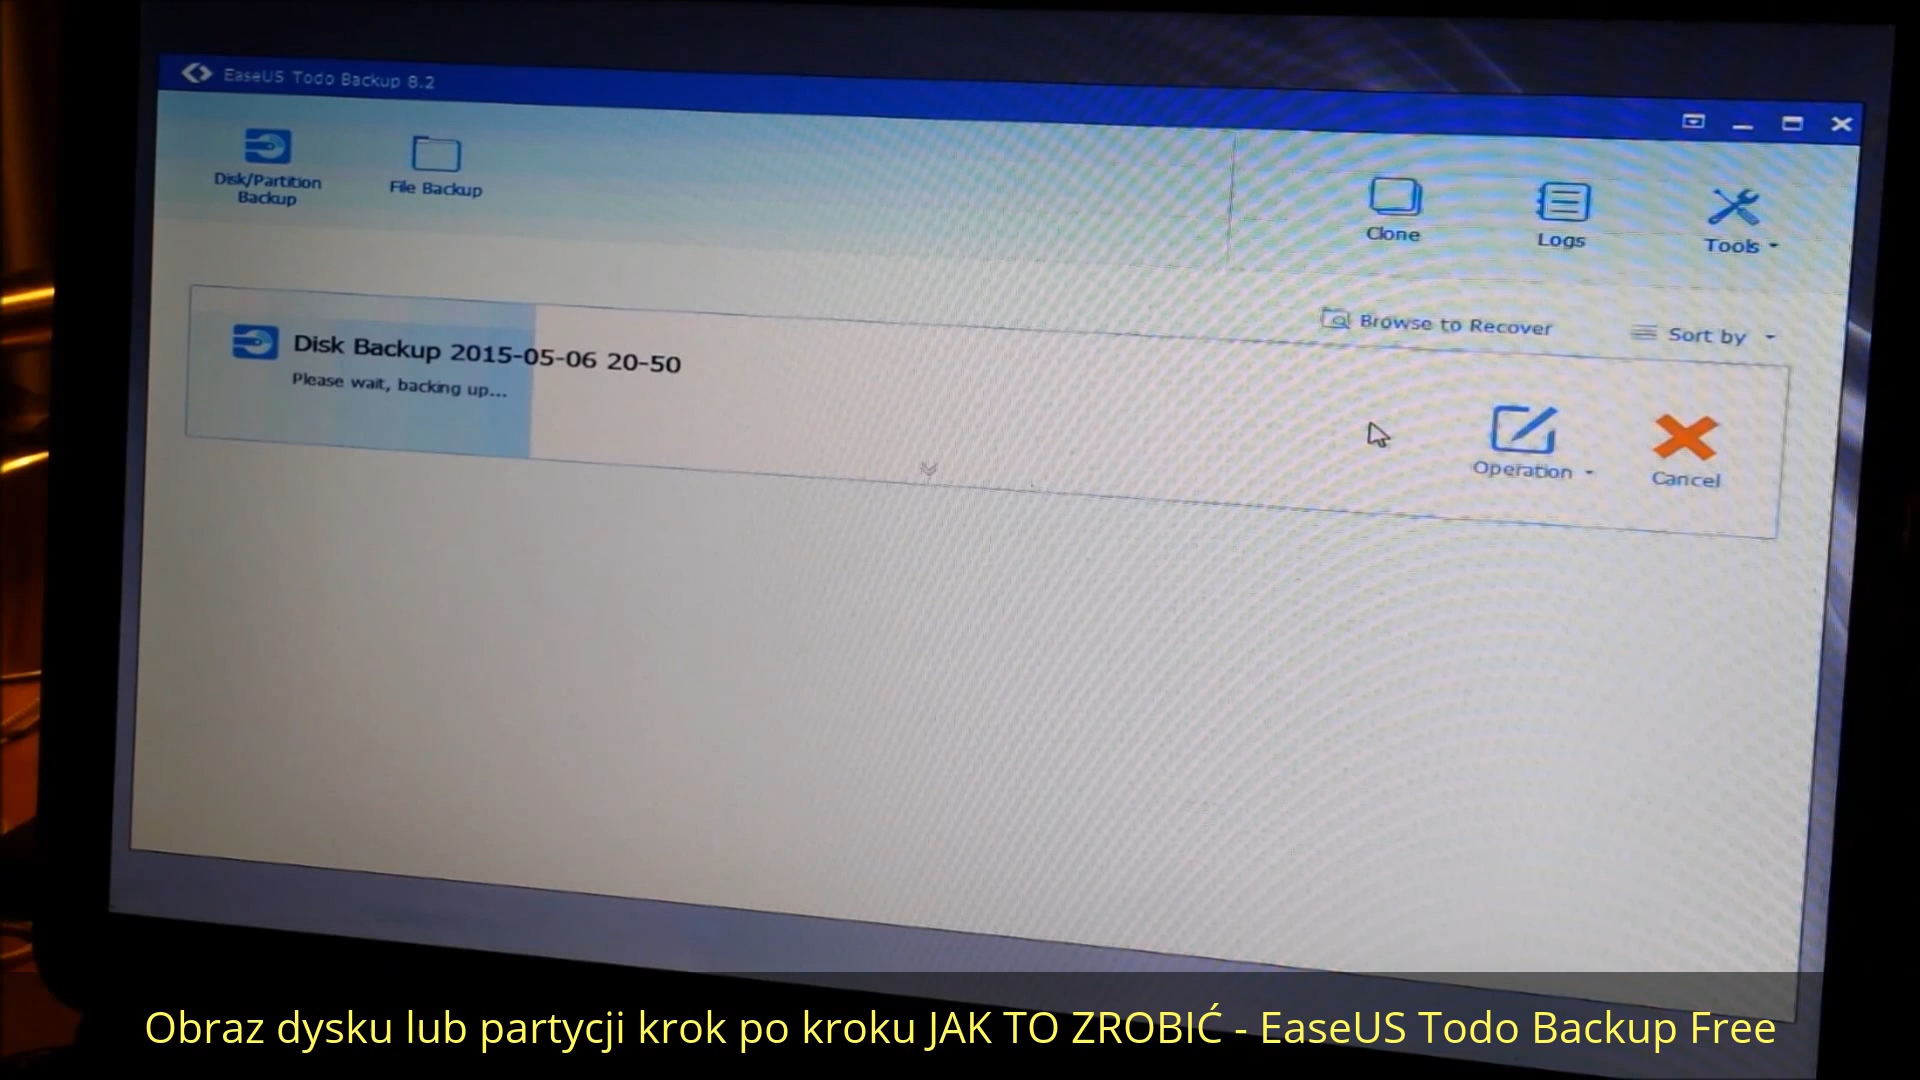 EaseUS Todo Backup 8.2
Disk/Partition
Backup
File Backup
Clone
Logs
Tools
Browse to Recover
Sort by
Disk Backup 2015-05-06 20-50
Please wait, backing up...
Operation
Cancel
Obraz dysku lub partycji krok po kroku JAK TO ZROBIĆ - EaseUS Todo Backup Free